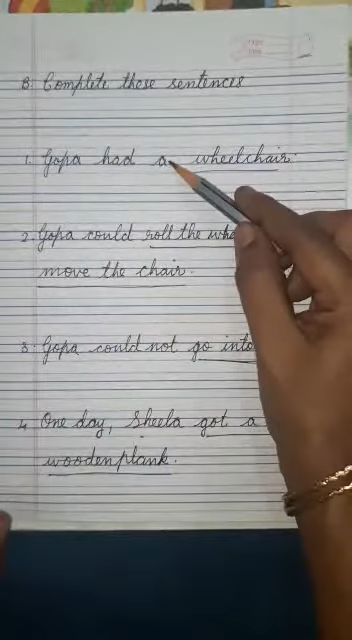 B. Complete these sentences
1. Gopa had a wheelchair.
2. Gopa could roll the
move the chair.
3. Gopa could not go into
4. One day, Sheela got a
wooden plank.